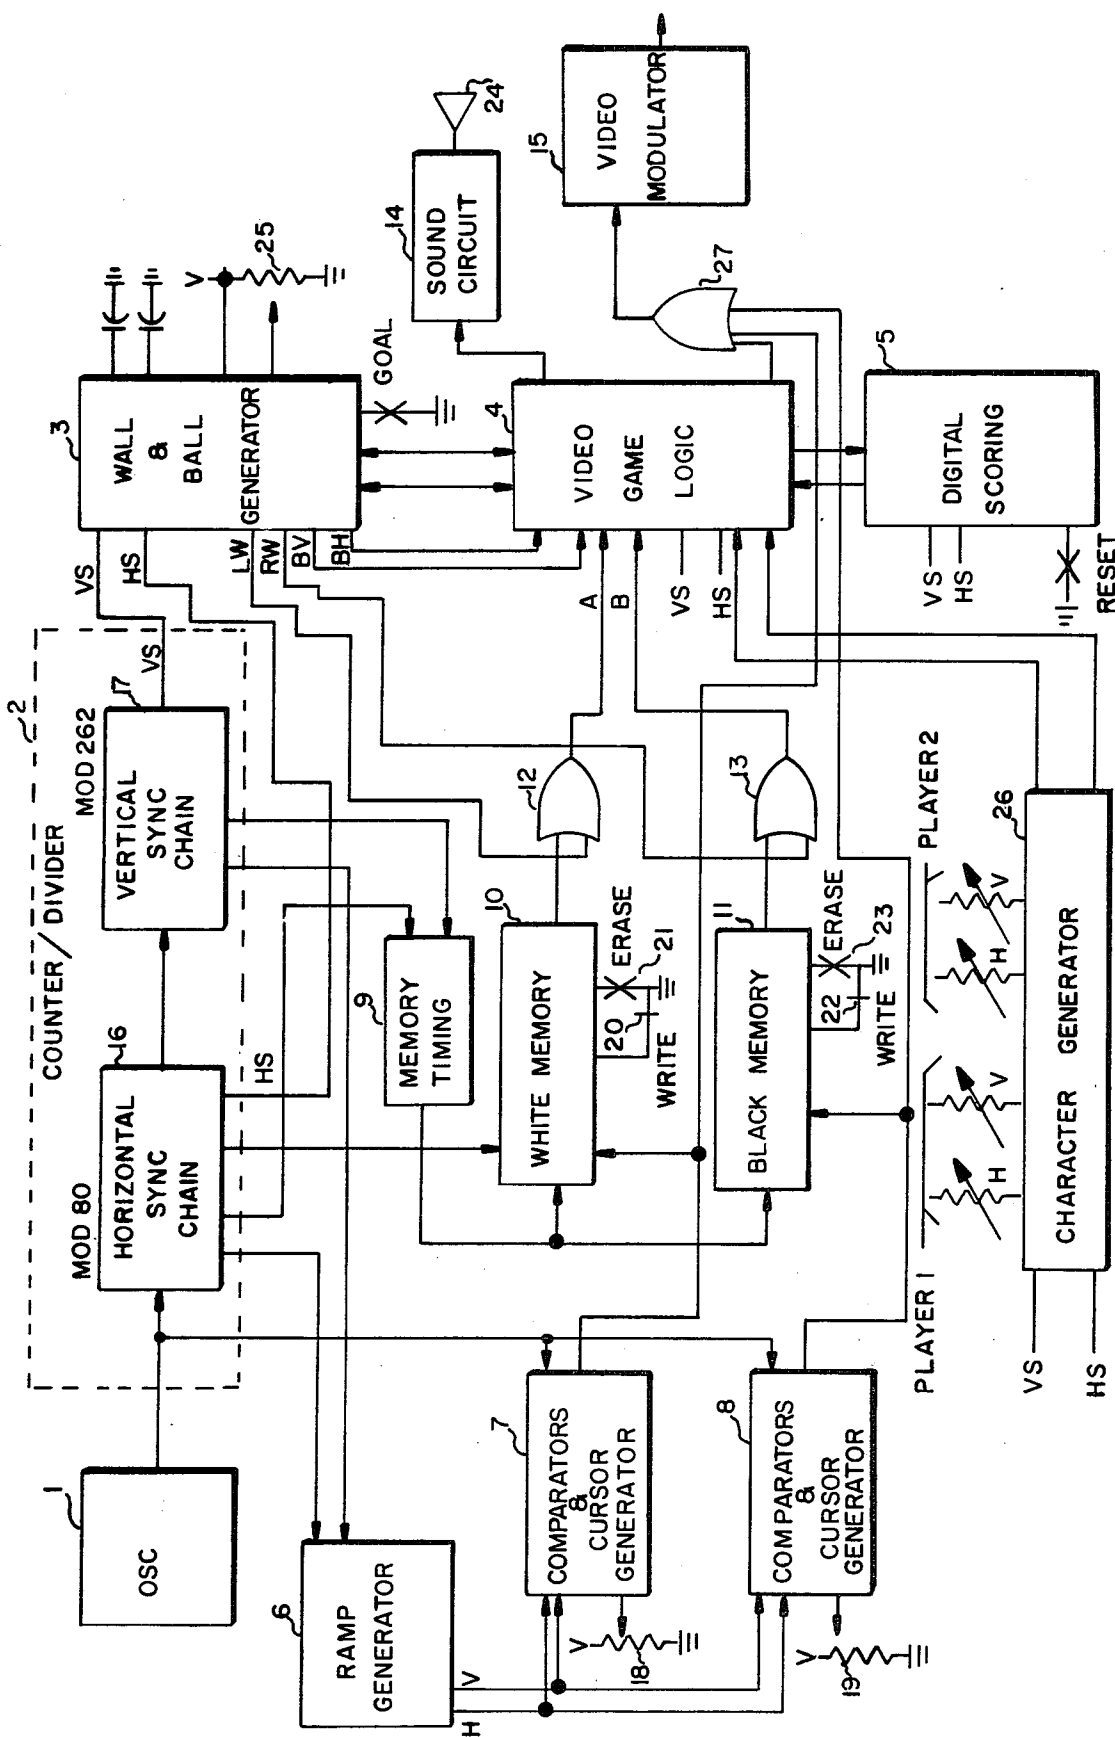 COUNTER/DIVIDER
2
1
OSC
MOD 80
16
HORIZONTAL
SYNC
CHAIN
MOD 262
17
VERTICAL
SYNC
CHAIN
VS
HS
VS
HS
LW
RW
BV
BH
3
WALL
&
BALL
GENERATOR
V
25
GOAL
6
RAMP
GENERATOR
H
V
9
MEMORY
TIMING
14
SOUND
CIRCUIT
24
7
COMPARATORS
&
CURSOR
GENERATOR
V
18
10
WHITE MEMORY
20
WRITE
ERASE
21
12
A
B
VS
HS
4
VIDEO
GAME
LOGIC
15
VIDEO
MODULATOR
27
8
COMPARATORS
&
CURSOR
GENERATOR
V
19
11
BLACK MEMORY
22
WRITE
ERASE
23
13
5
DIGITAL
SCORING
VS
HS
RESET
PLAYER 1
H
V
PLAYER 2
H
V
26
CHARACTER GENERATOR
VS
HS